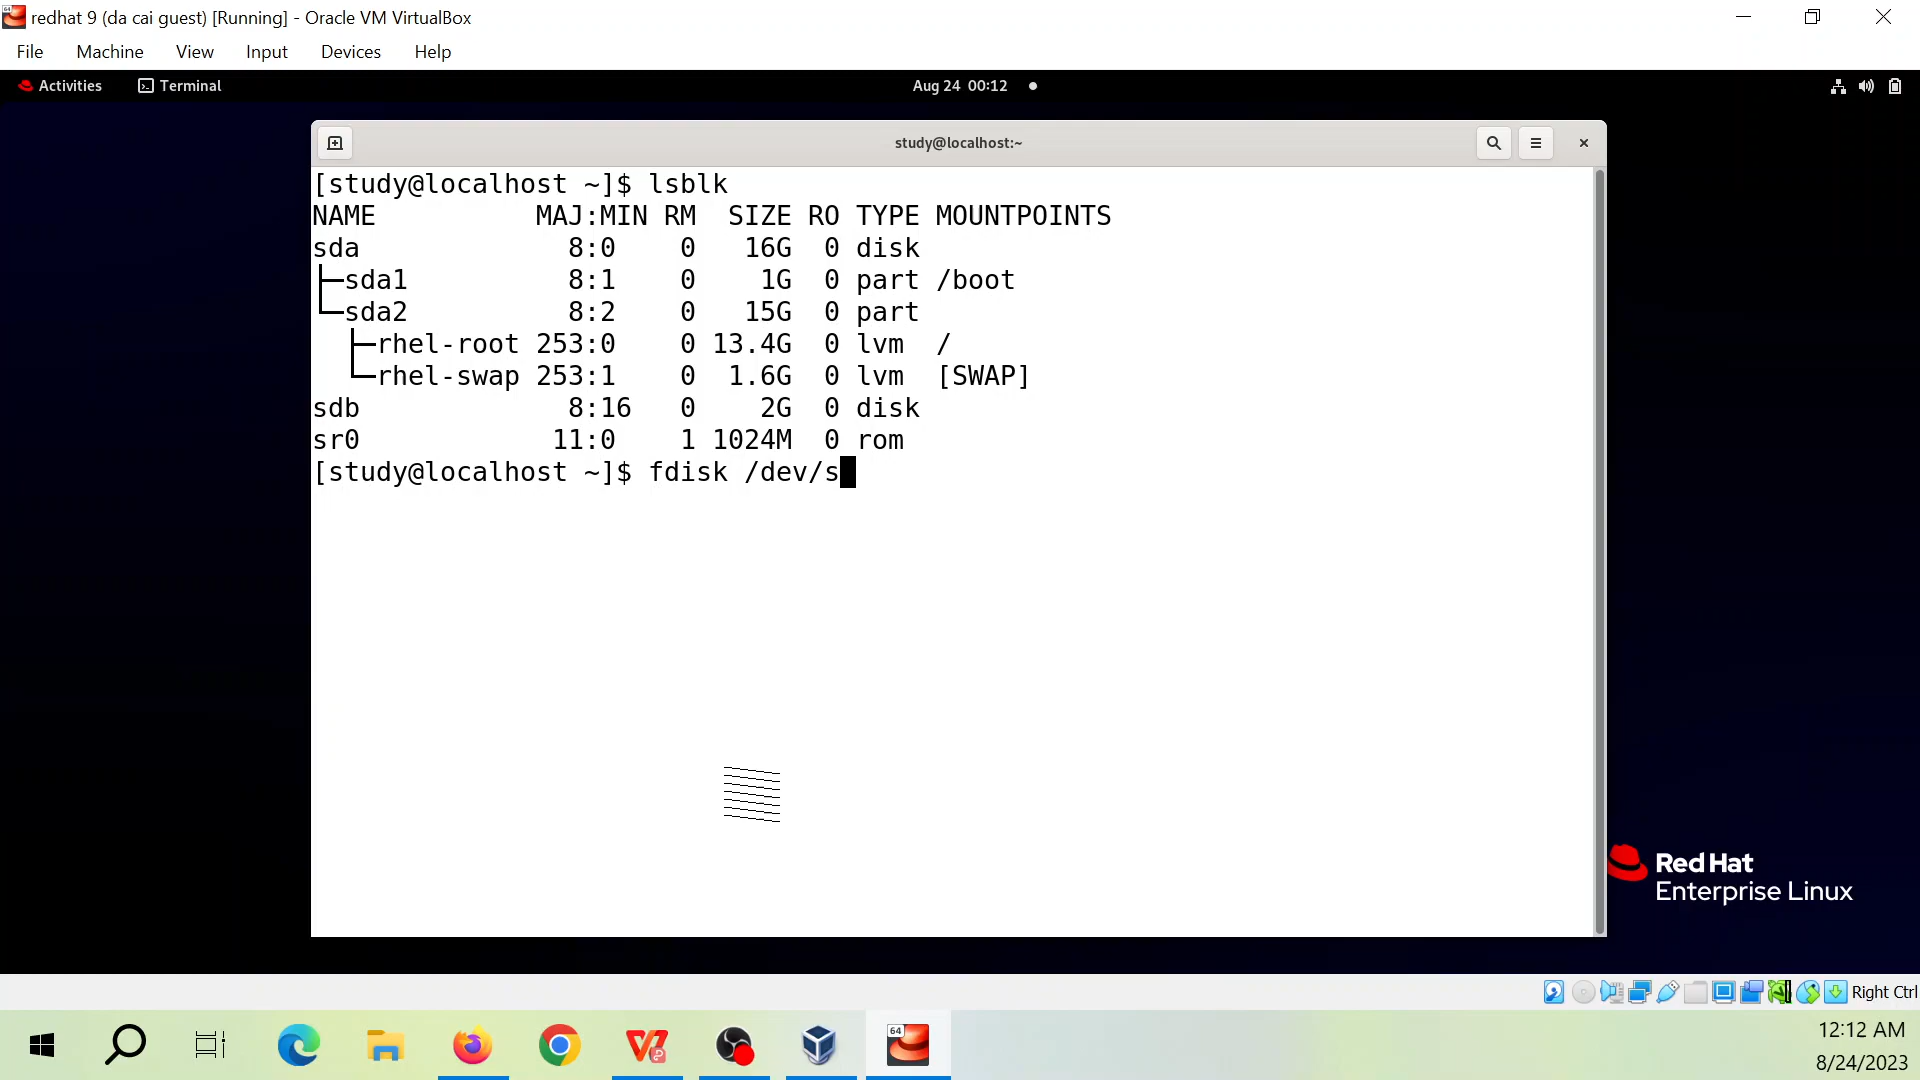 redhat 9 (da cai guest) [Running] - Oracle VM VirtualBox
File Machine View Input Devices Help
Activities Terminal Aug 24 00:12
study@localhost:~
[study@localhost ~]$ lsblk
NAME MAJ:MIN RM SIZE RO TYPE MOUNTPOINTS
sda 8:0 0 16G 0 disk
├─sda1 8:1 0 1G 0 part /boot
└─sda2 8:2 0 15G 0 part
├─rhel-root 253:0 0 13.4G 0 lvm /
└─rhel-swap 253:1 0 1.6G 0 lvm [SWAP]
sdb 8:16 0 2G 0 disk
sr0 11:0 1 1024M 0 rom
[study@localhost ~]$ fdisk /dev/s
Red Hat
Enterprise Linux
Right Ctrl
64
12:12 AM
8/24/2023